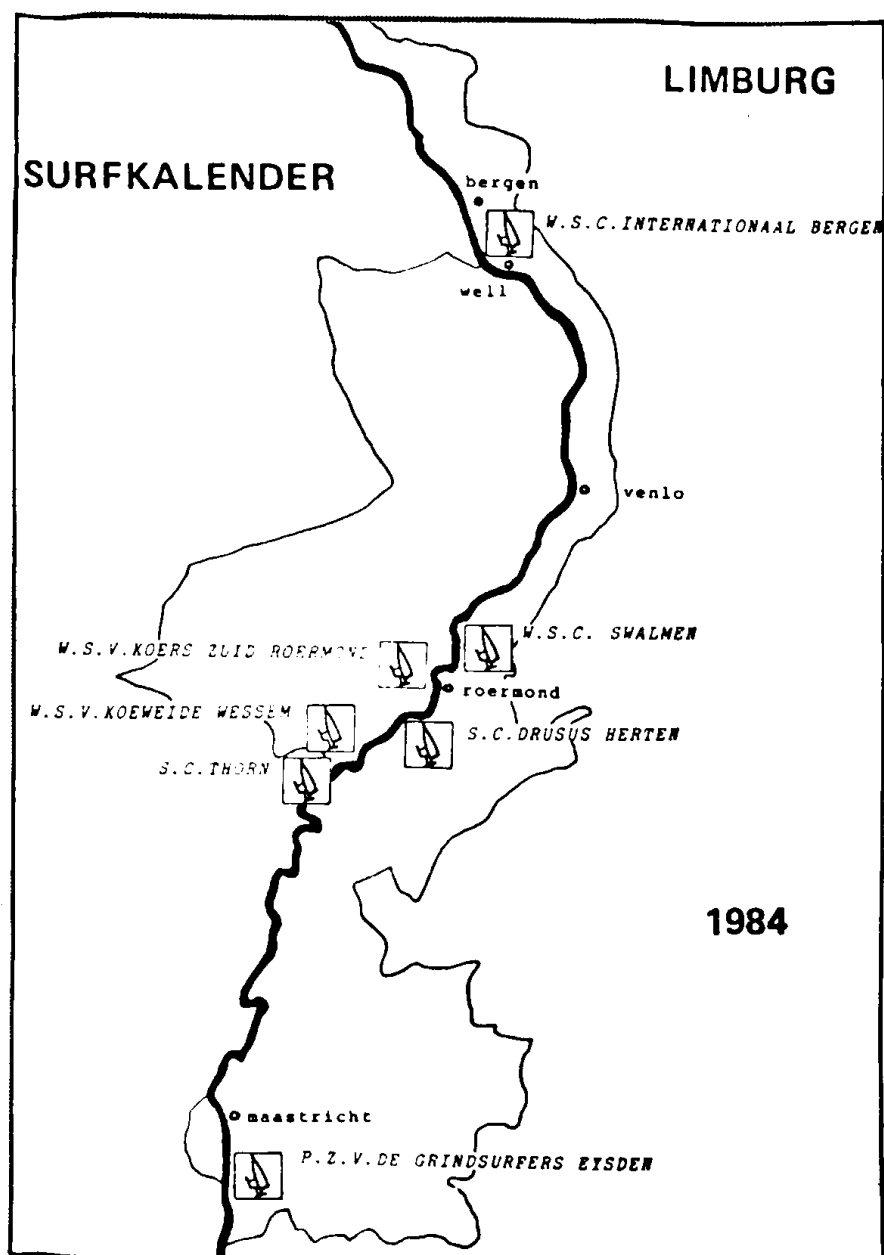 LIMBURG
SURFKALENDER
bergen
W.S.C.INTERNATIONAAL BERGEN
well
venlo
W.S.C. SWALMEN
W.S.V.KOERS ZUID ROERMOND
roermond
W.S.V.KOEWEIDE WESSEM
S.C.DRUSUS HERTEN
S.C.THORN
1984
maastricht
P.Z.V.DE GRINDSURFERS EYSDEN